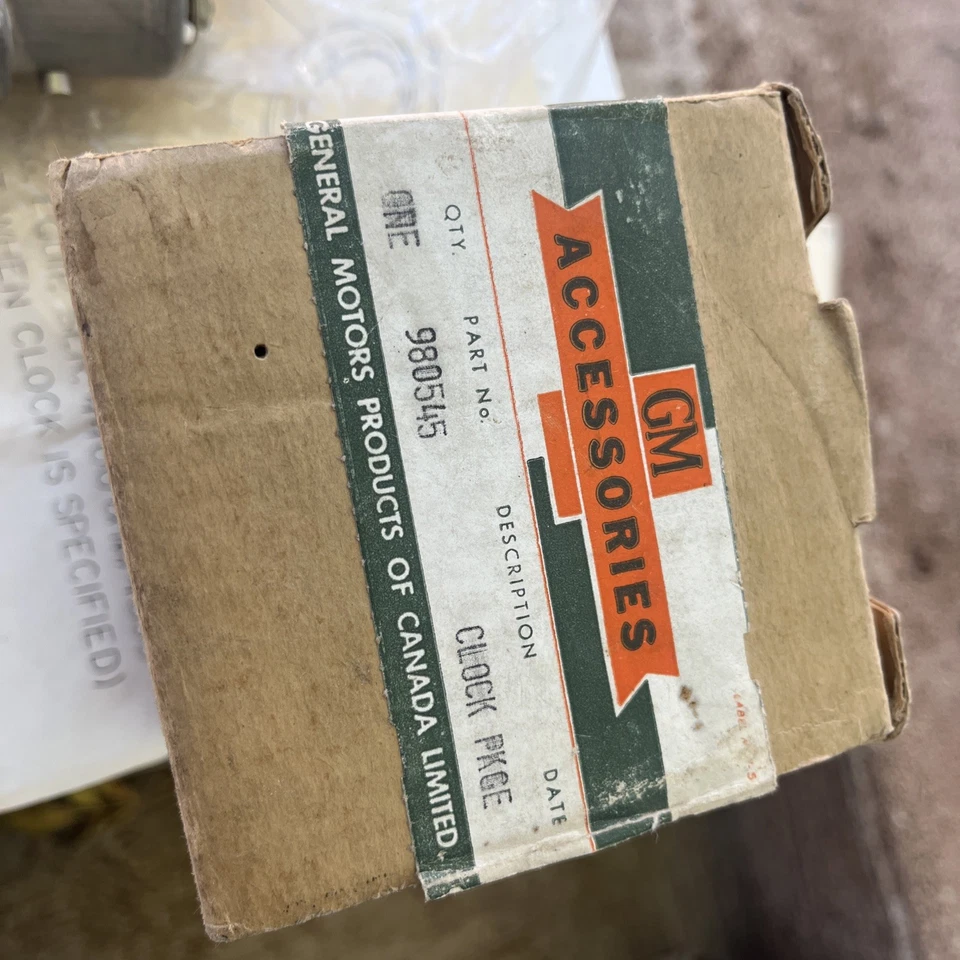 GM
ACCESSORIES
QTY. PART No. DESCRIPTION DATE
ONE 980545 CLOCK PKGE
GENERAL MOTORS PRODUCTS OF CANADA LIMITED
WHEN CLOCK IS SPECIFIED)